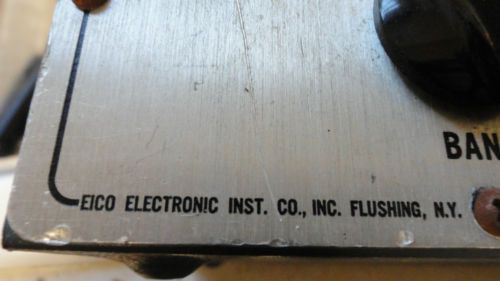 BAN
EICO ELECTRONIC INST. CO., INC. FLUSHING, N.Y.